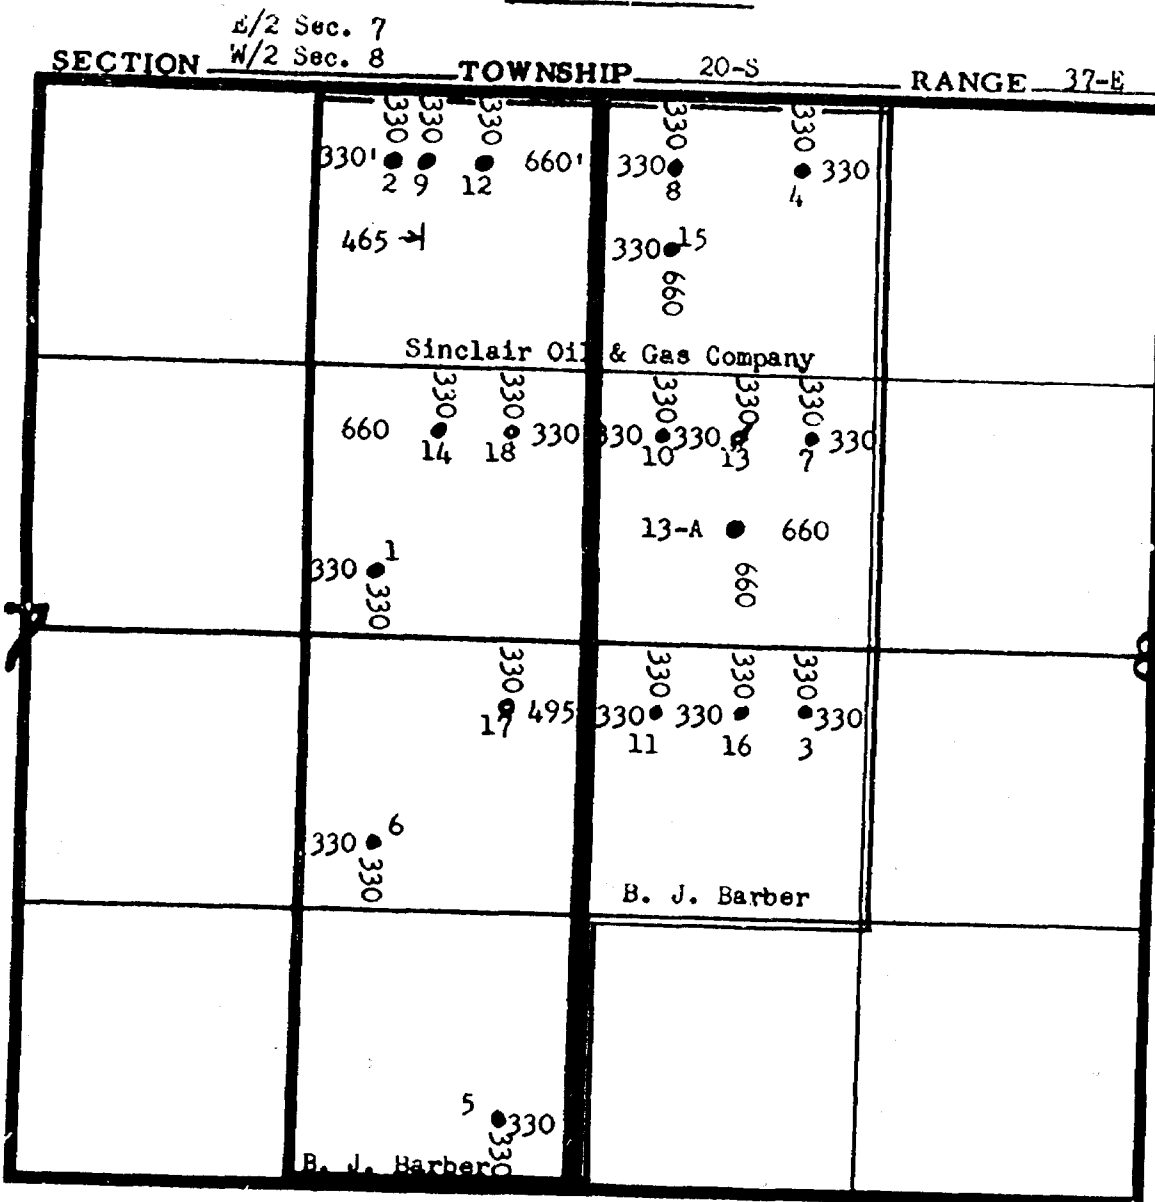 E/2 Sec. 7
W/2 Sec. 8
SECTION TOWNSHIP 20-S RANGE 37-E
330 330 330 330 330
330' 660' 330 330
2 9 12 8 4
465 330 15
660
Sinclair Oil & Gas Company
330 330 330 330 330
660 330 330 330 330
14 18 10 13 7
13-A 660
660
330 1
330
7 8
330 330 330 330
495 330 330 330
17 11 16 3
330 6
330
B. J. Barber
5 330
330
B. J. Barber